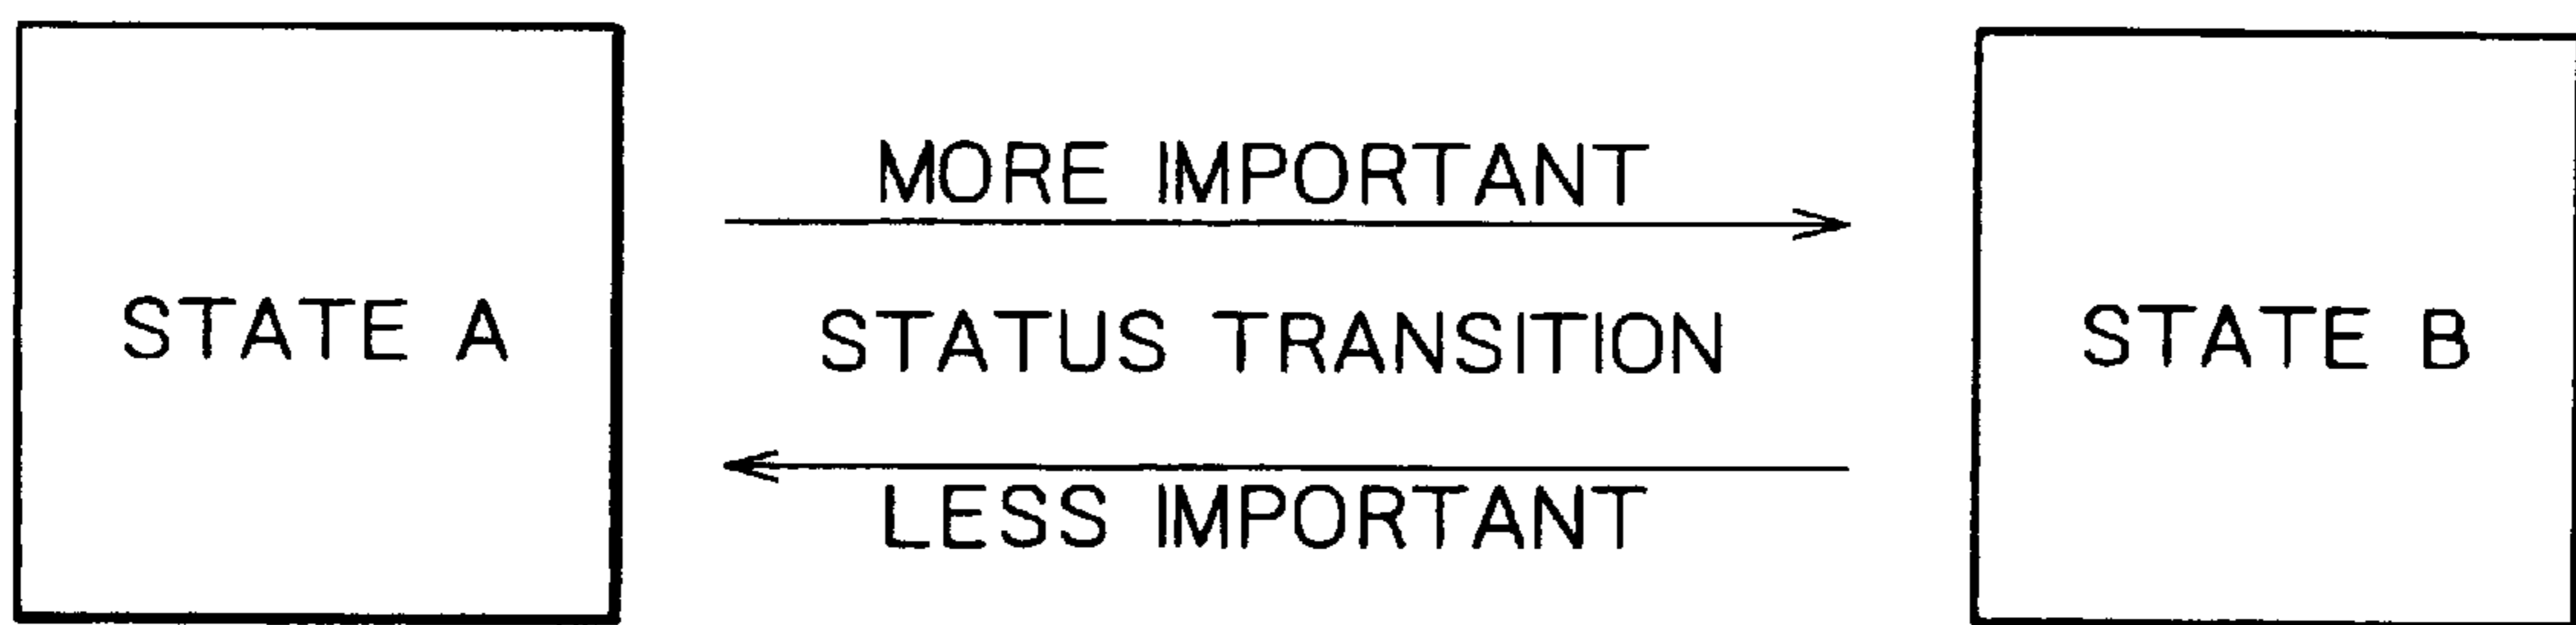 MORE IMPORTANT
STATE A
STATUS TRANSITION
STATE B
LESS IMPORTANT